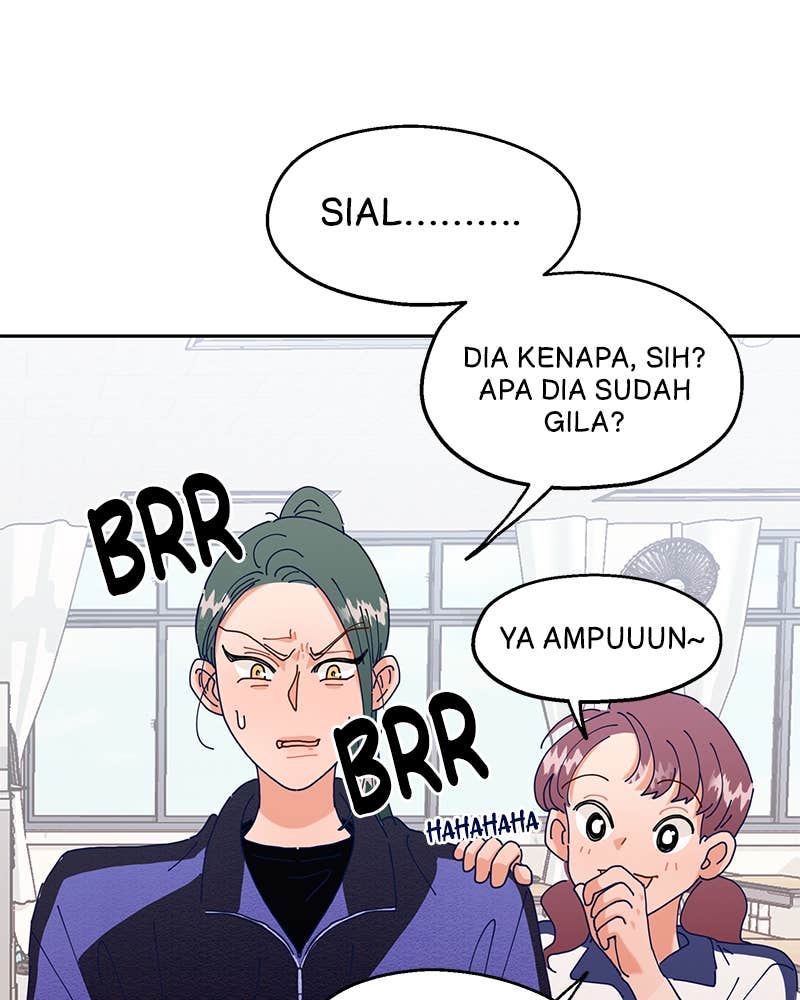 SIAL..........
DIA KENAPA, SIH?
APA DIA SUDAH
GILA?
BRR
YA AMPUUUN~
BRR
HAHAHAHA